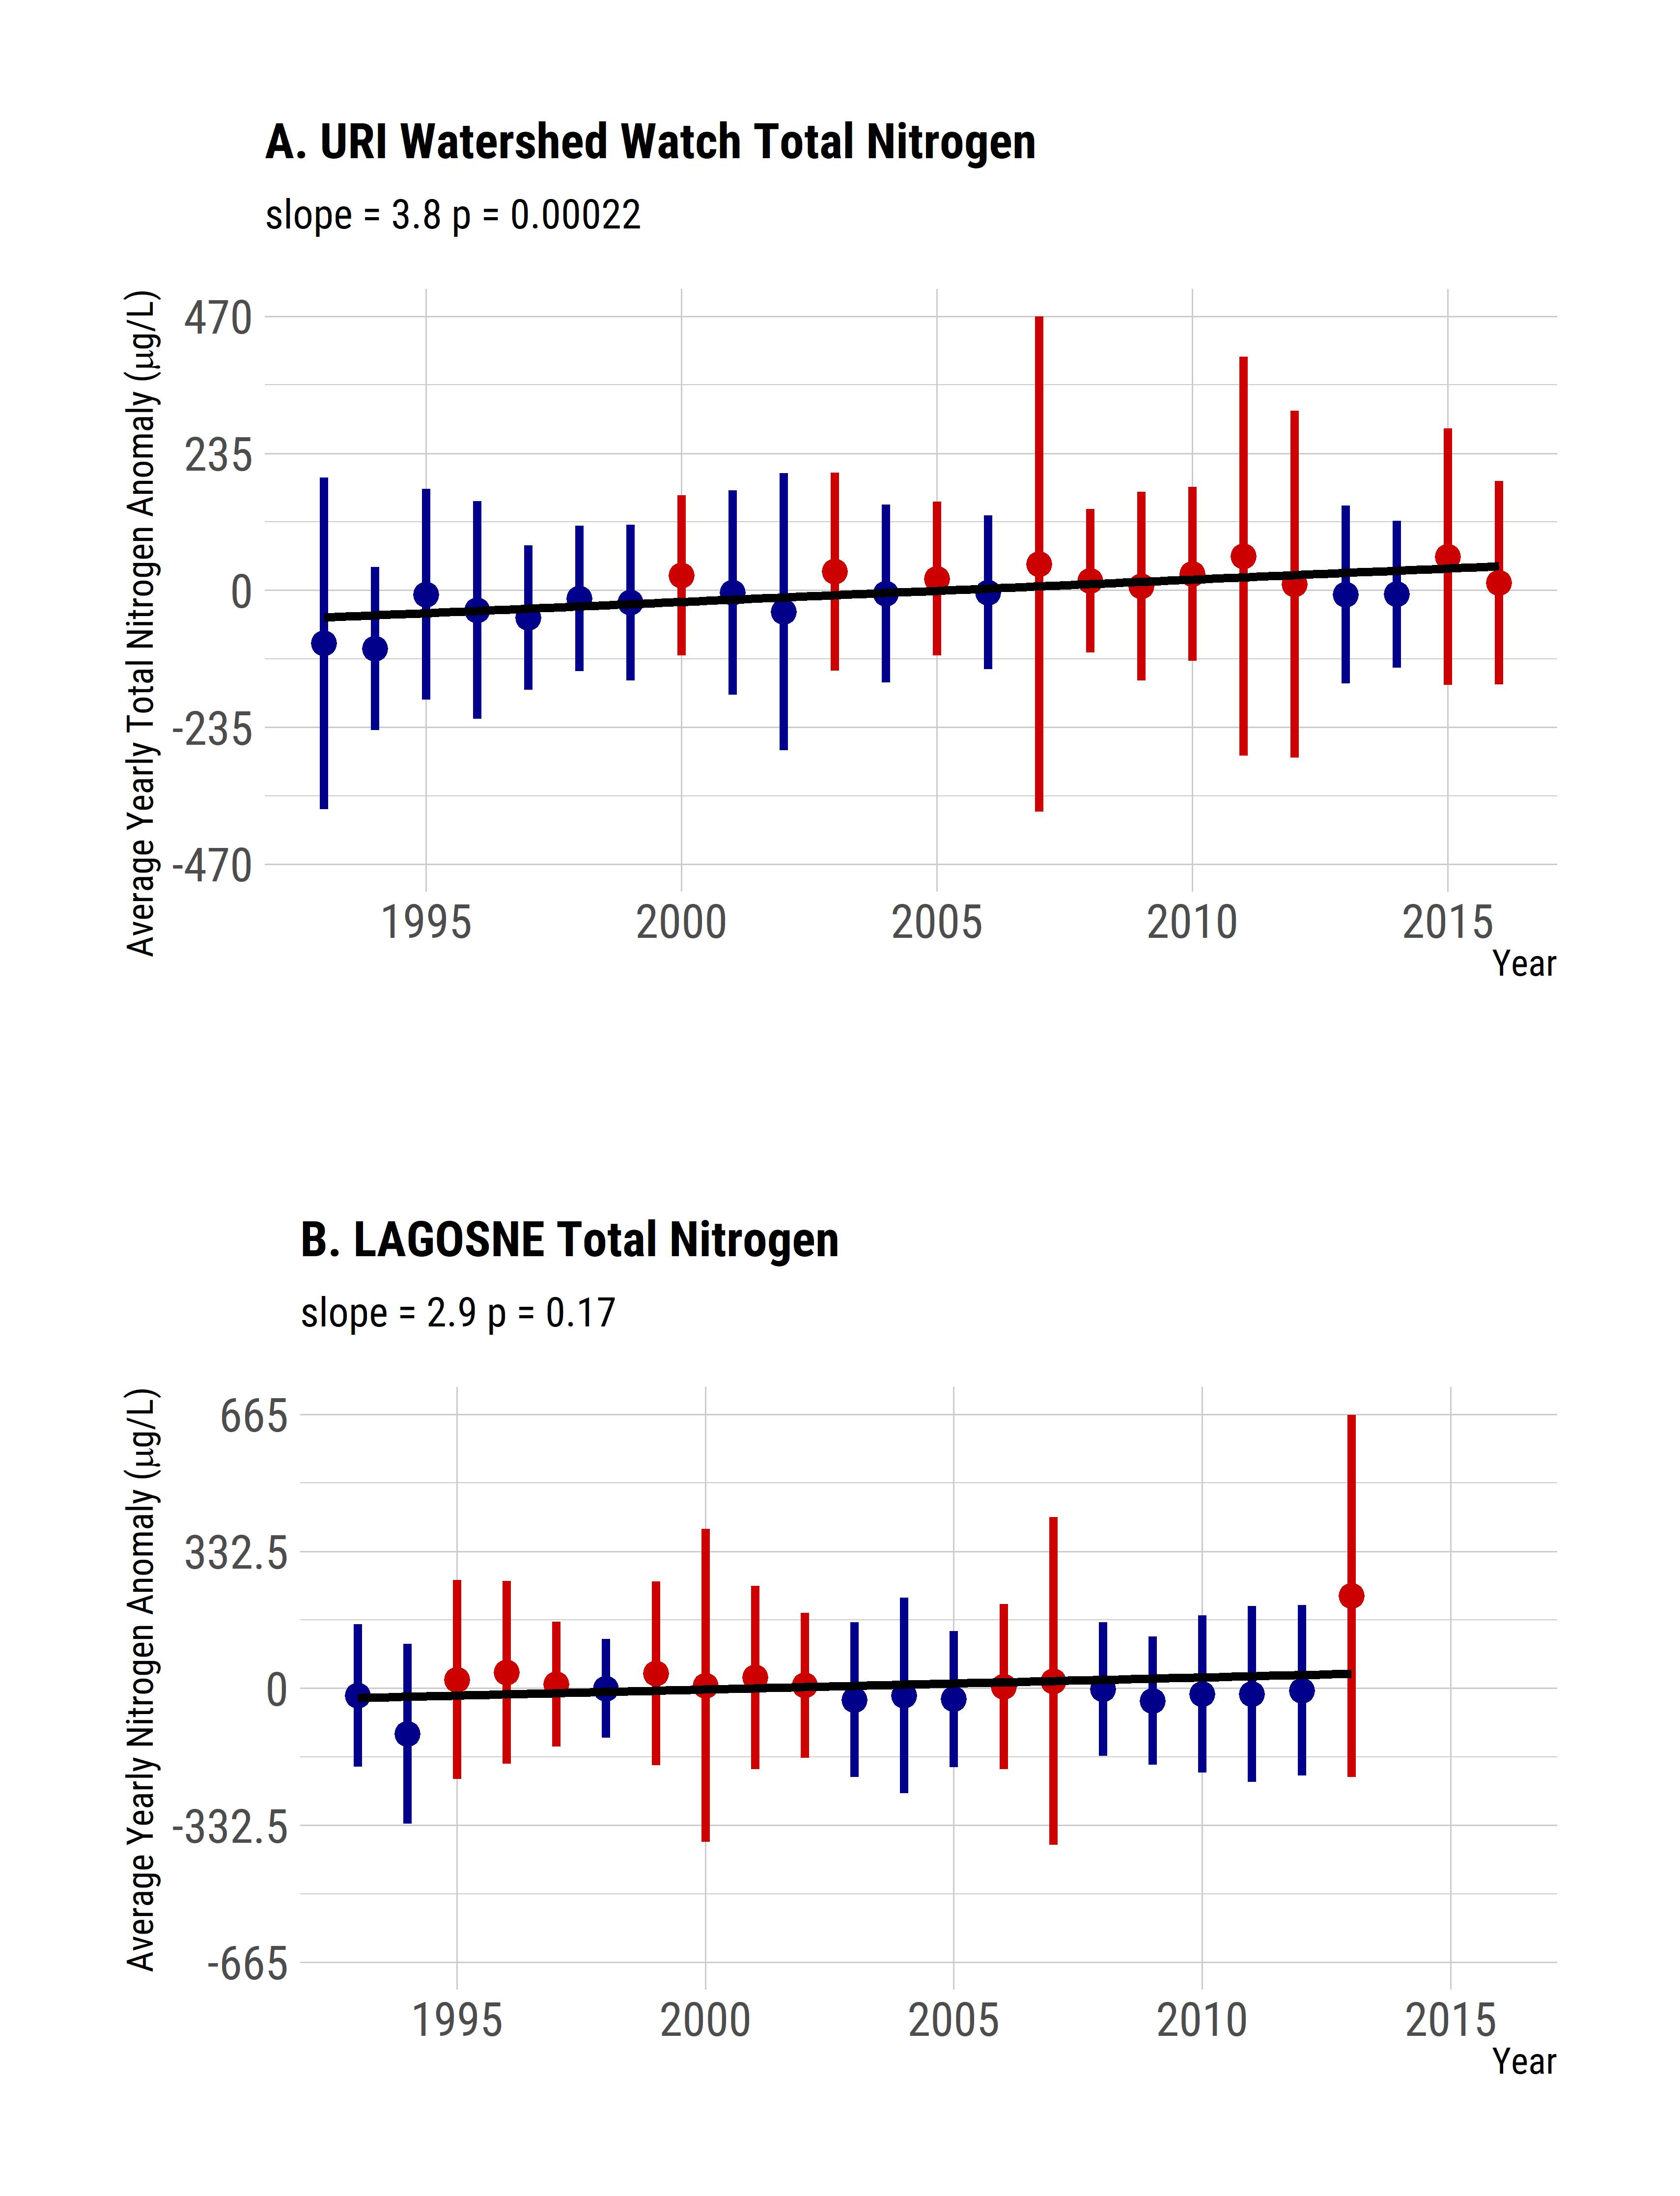 A. URI Watershed Watch Total Nitrogen
slope = 3.8 p = 0.00022
Average Yearly Total Nitrogen Anomaly (μg/L)
470
235
0
-235
-470
1995 2000 2005 2010 2015
Year
B. LAGOSNE Total Nitrogen
slope = 2.9 p = 0.17
Average Yearly Nitrogen Anomaly (μg/L)
665
332.5
0
-332.5
-665
1995 2000 2005 2010 2015
Year